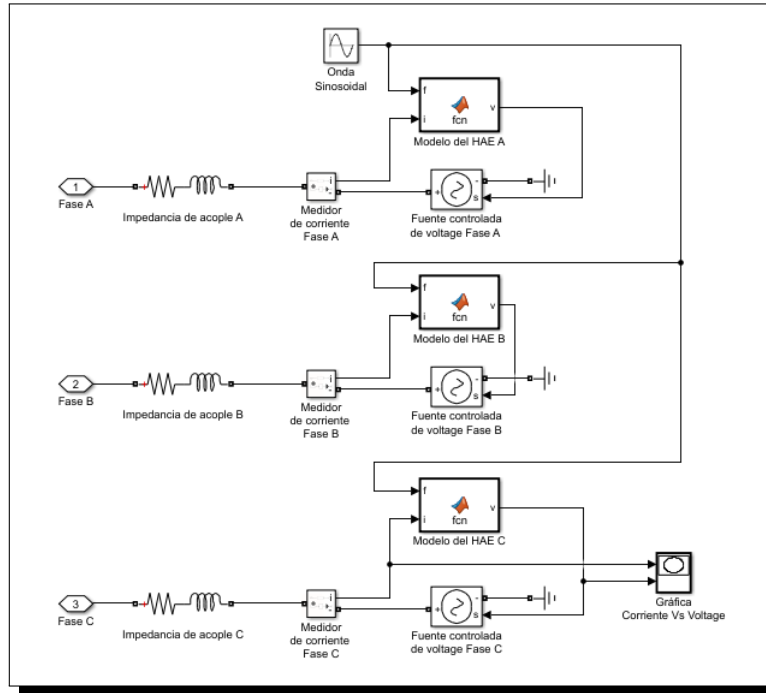 Onda
Sinosoidal
f
i
v
fcn
Modelo del HAE A
1
Fase A
Impedancia de acople A
i
Medidor
de corriente
Fase A
+
-
s
Fuente controlada
de voltage Fase A
f
i
v
fcn
Modelo del HAE B
2
Fase B
Impedancia de acople B
i
Medidor
de corriente
Fase B
+
-
s
Fuente controlada
de voltage Fase B
f
i
v
fcn
Modelo del HAE C
3
Fase C
Impedancia de acople C
i
Medidor
de corriente
Fase C
+
-
s
Fuente controlada
de voltage Fase C
Gráfica
Corriente Vs Voltage